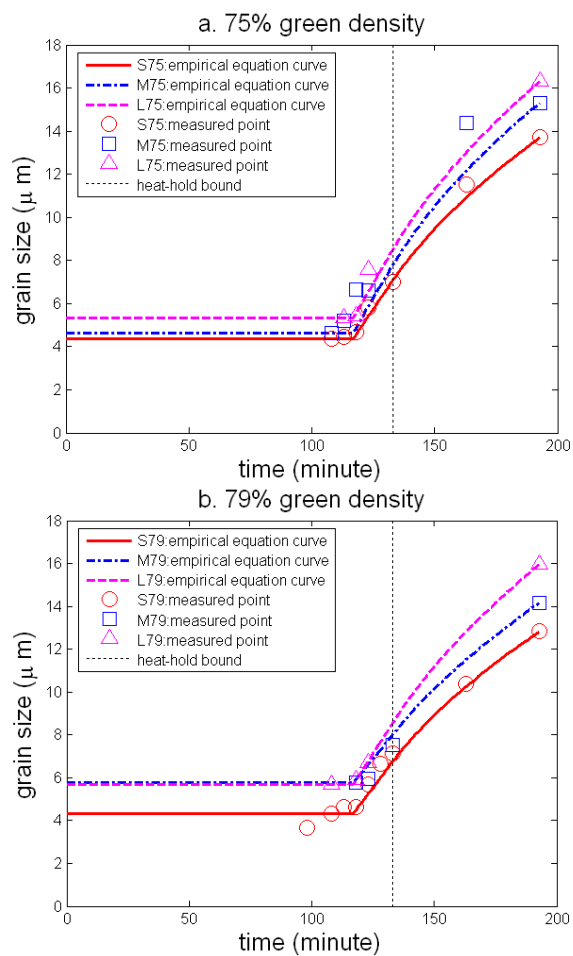 a. 75% green density
S75:empirical equation curve
M75:empirical equation curve
L75:empirical equation curve
S75:measured point
M75:measured point
L75:measured point
heat-hold bound
grain size (μ m)
18
16
14
12
10
8
6
4
2
0
0 50 100 150 200
time (minute)
b. 79% green density
S79:empirical equation curve
M79:empirical equation curve
L79:empirical equation curve
S79:measured point
M79:measured point
L79:measured point
heat-hold bound
grain size (μ m)
18
16
14
12
10
8
6
4
2
0
0 50 100 150 200
time (minute)